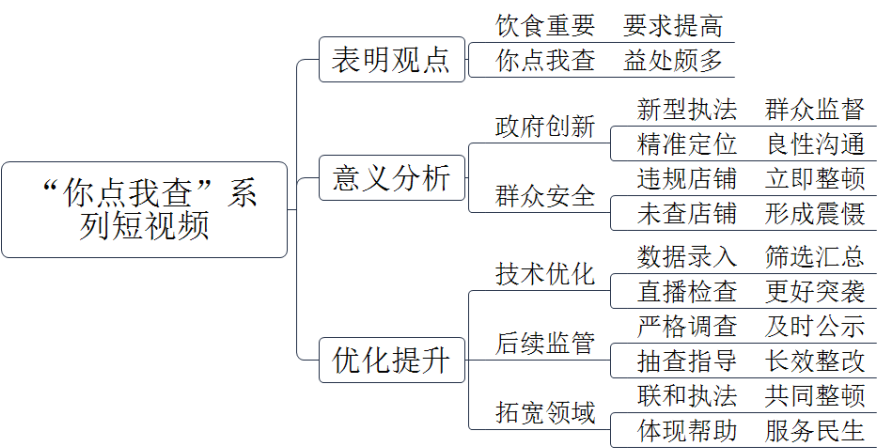 “你点我查”系
列短视频
表明观点
饮食重要 要求提高
你点我查 益处颇多
意义分析
政府创新
新型执法 群众监督
精准定位 良性沟通
群众安全
违规店铺 立即整顿
未查店铺 形成震慑
优化提升
技术优化
数据录入 筛选汇总
直播检查 更好突袭
后续监管
严格调查 及时公示
抽查指导 长效整改
拓宽领域
联和执法 共同整顿
体现帮助 服务民生